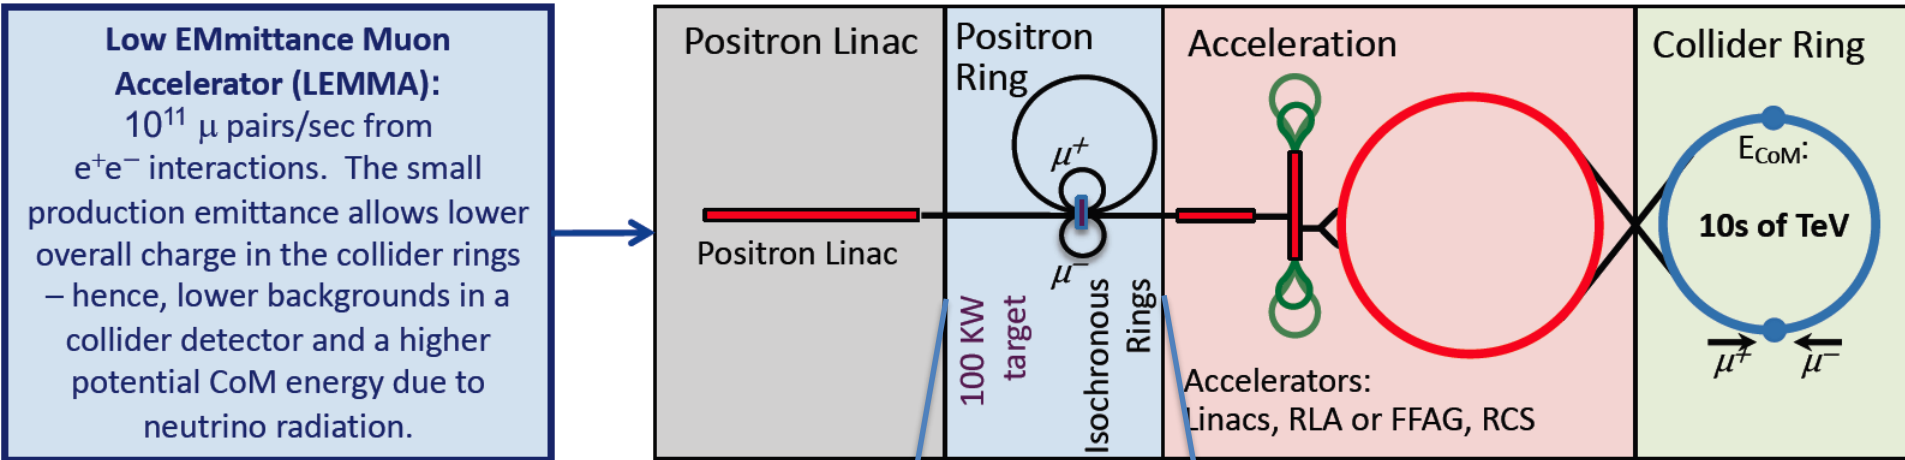 Low EMmittance Muon
Accelerator (LEMMA):
10¹¹ μ pairs/sec from
e⁺e⁻ interactions. The small
production emittance allows lower
overall charge in the collider rings
– hence, lower backgrounds in a
collider detector and a higher
potential CoM energy due to
neutrino radiation.
Positron Linac
Positron Linac
Positron
Ring
μ⁺
μ⁻
100 KW
target
Isochronous
Rings
Acceleration
Accelerators:
Linacs, RLA or FFAG, RCS
Collider Ring
E_CoM:
10s of TeV
μ⁺ μ⁻